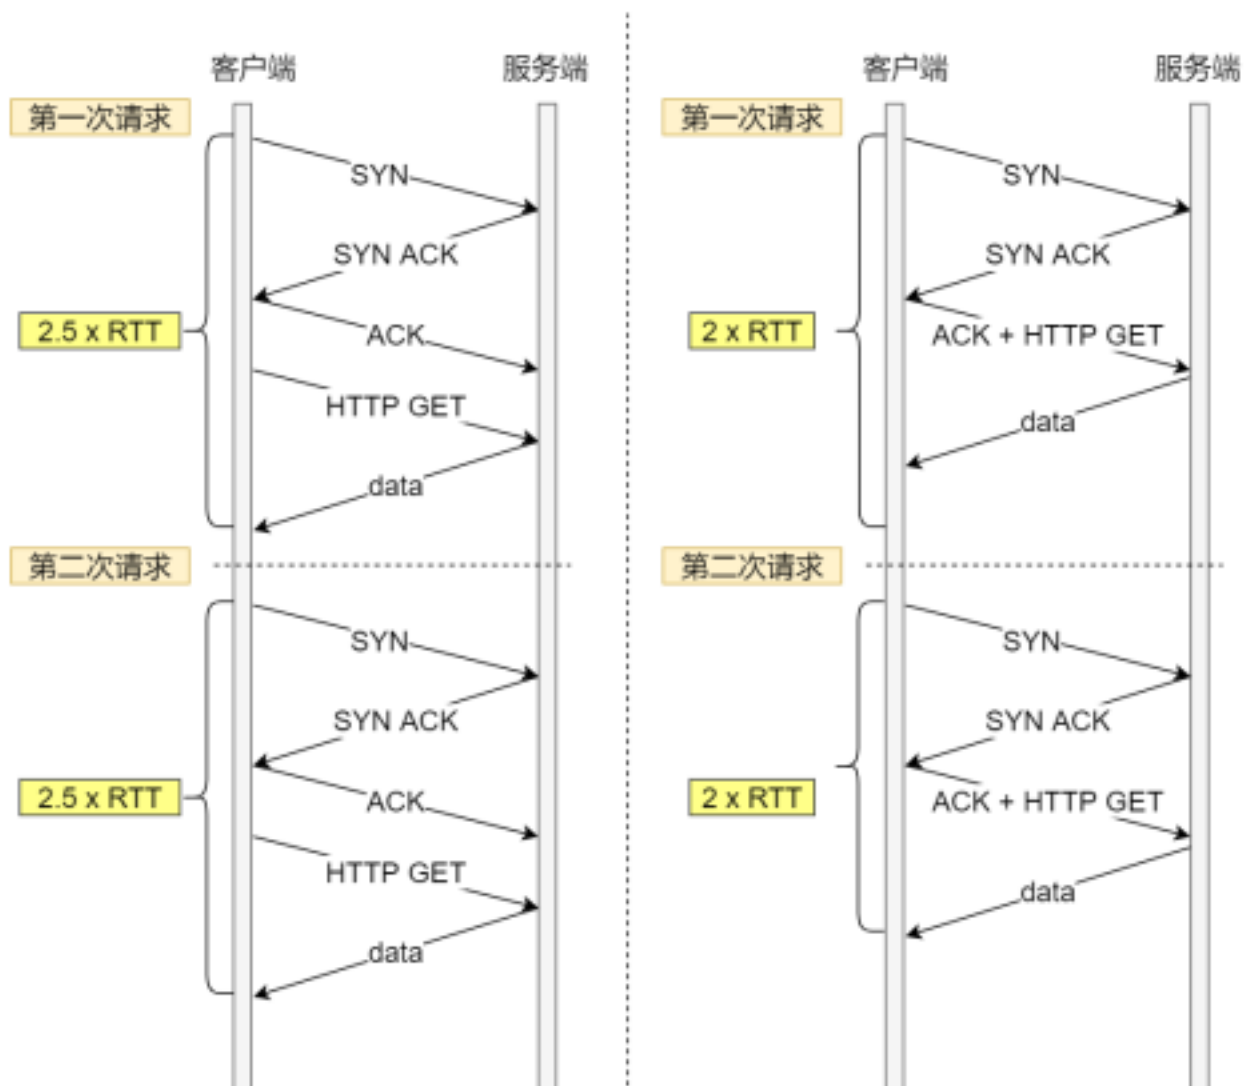 客户端
服务端
第一次请求
SYN
SYN ACK
2.5 x RTT
ACK
HTTP GET
data
第二次请求
SYN
SYN ACK
2.5 x RTT
ACK
HTTP GET
data
客户端
服务端
第一次请求
SYN
SYN ACK
2 x RTT
ACK + HTTP GET
data
第二次请求
SYN
SYN ACK
2 x RTT
ACK + HTTP GET
data